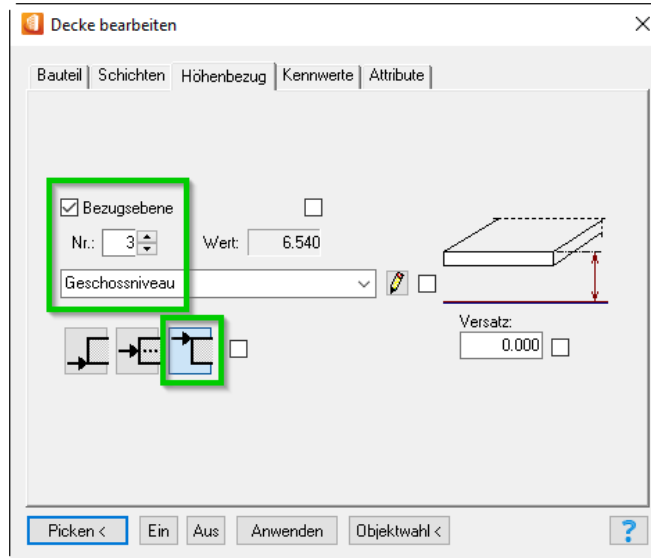 Decke bearbeiten
Bauteil Schichten Höhenbezug Kennwerte Attribute
Bezugsebene
Nr.: 3 Wert: 6.540
Geschossniveau
Versatz:
0.000
Picken < Ein Aus Anwenden Objektwahl < ?